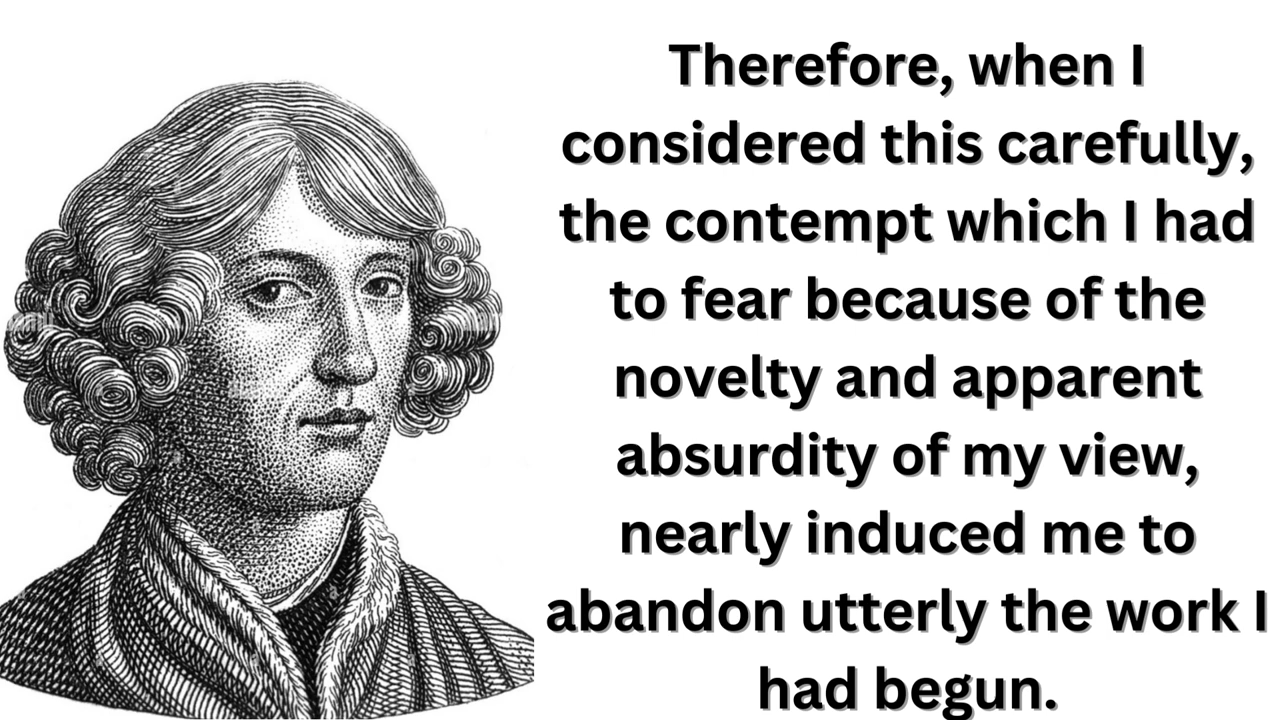 Therefore, when I
considered this carefully,
the contempt which I had
to fear because of the
novelty and apparent
absurdity of my view,
nearly induced me to
abandon utterly the work I
had begun.